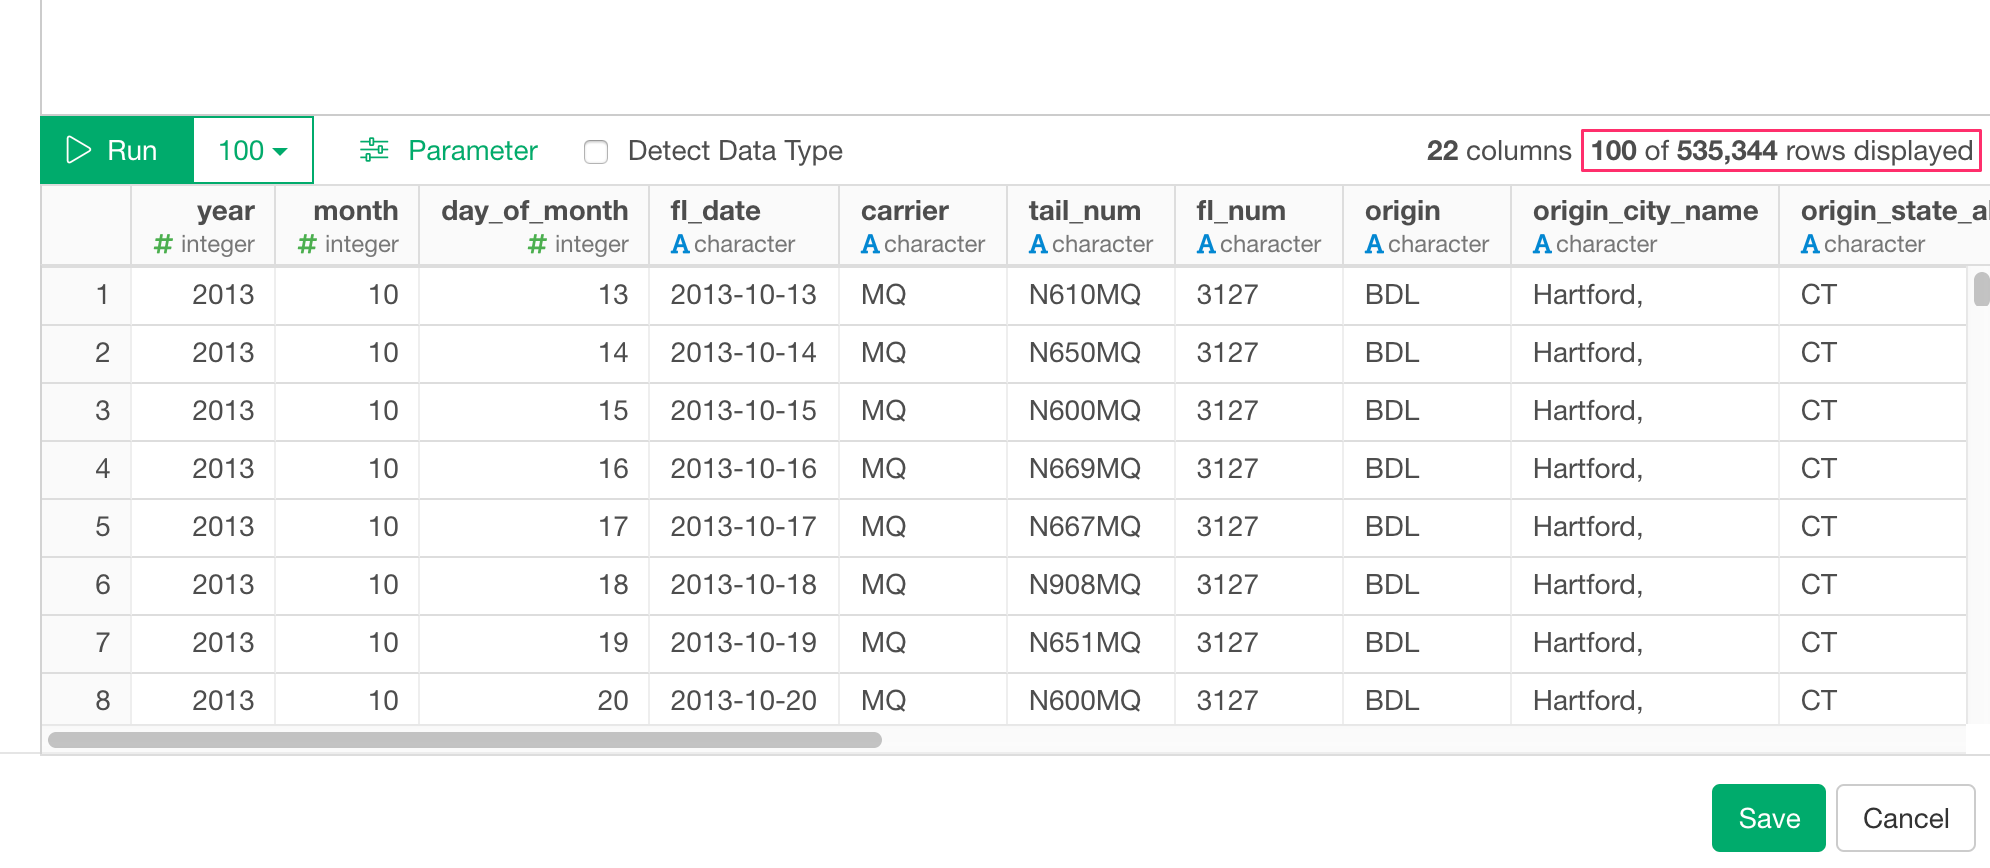 Run 100 Parameter Detect Data Type 22 columns 100 of 535,344 rows displayed
year month day_of_month fl_date carrier tail_num fl_num origin origin_city_name origin_state_a
# integer # integer # integer A character A character A character A character A character A character A character
1 2013 10 13 2013-10-13 MQ N610MQ 3127 BDL Hartford, CT
2 2013 10 14 2013-10-14 MQ N650MQ 3127 BDL Hartford, CT
3 2013 10 15 2013-10-15 MQ N600MQ 3127 BDL Hartford, CT
4 2013 10 16 2013-10-16 MQ N669MQ 3127 BDL Hartford, CT
5 2013 10 17 2013-10-17 MQ N667MQ 3127 BDL Hartford, CT
6 2013 10 18 2013-10-18 MQ N908MQ 3127 BDL Hartford, CT
7 2013 10 19 2013-10-19 MQ N651MQ 3127 BDL Hartford, CT
8 2013 10 20 2013-10-20 MQ N600MQ 3127 BDL Hartford, CT
Save Cancel